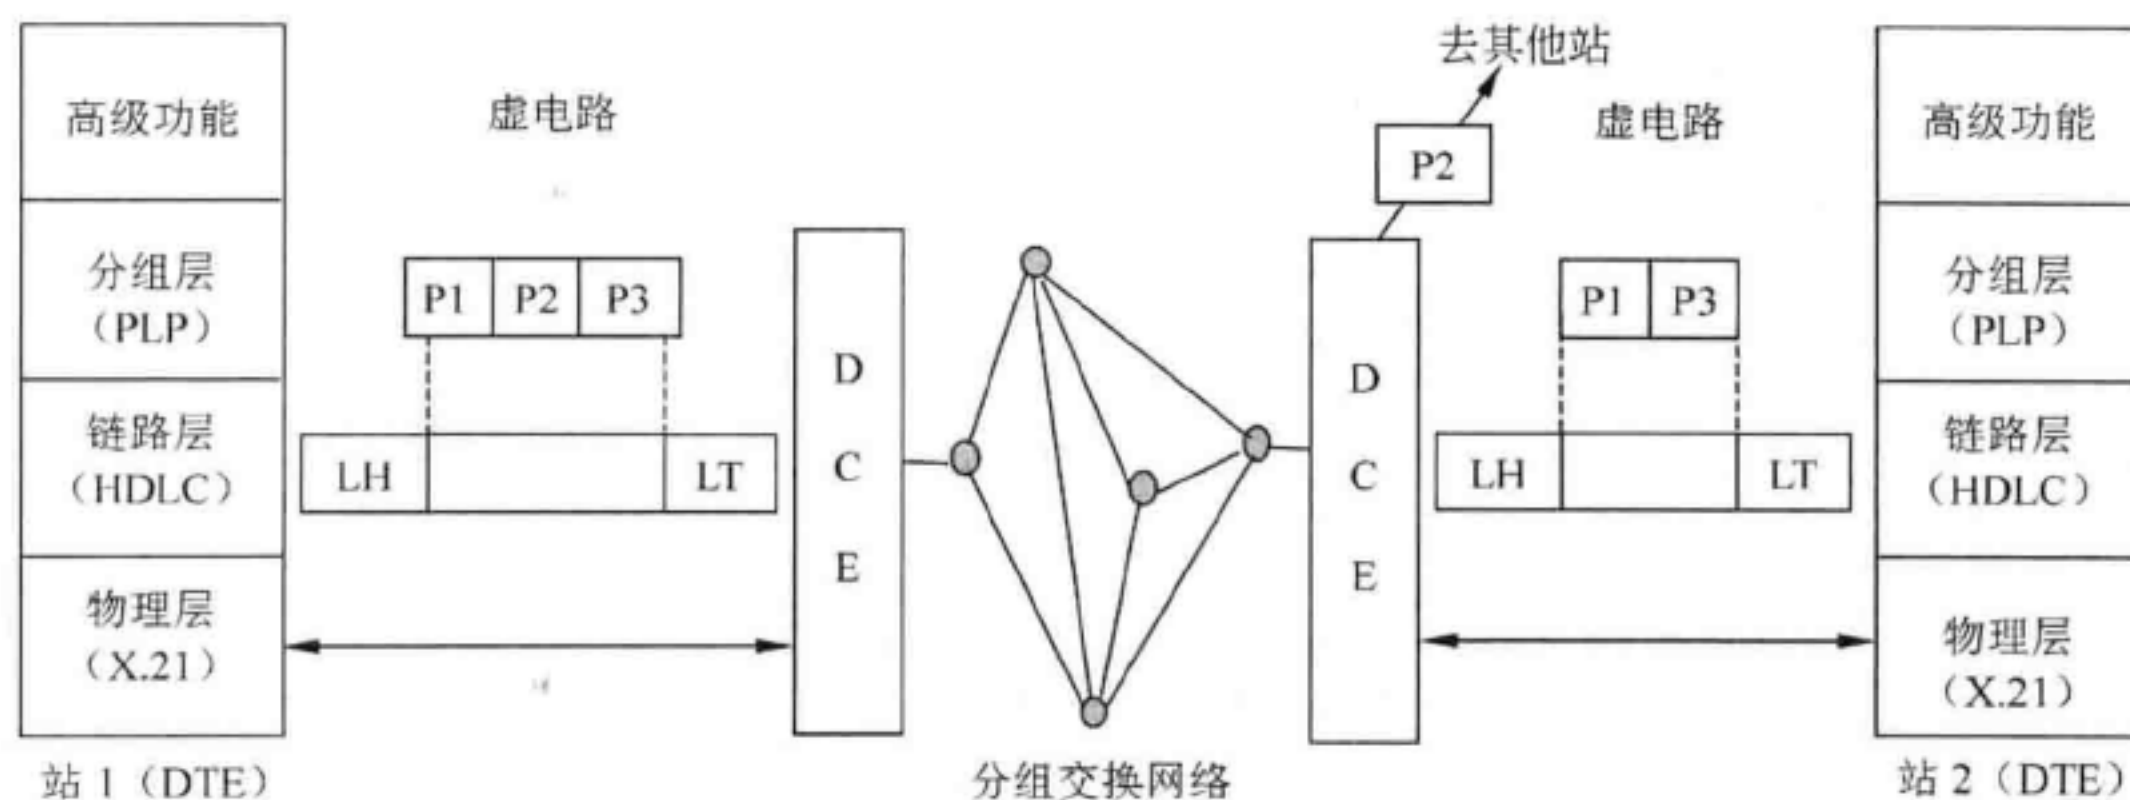 高级功能
分组层
（PLP）
链路层
（HDLC）
物理层
（X.21）
站 1（DTE）
虚电路
P1 P2 P3
LH LT
D
C
E
分组交换网络
D
C
E
去其他站
P2
虚电路
P1 P3
LH LT
高级功能
分组层
（PLP）
链路层
（HDLC）
物理层
（X.21）
站 2（DTE）